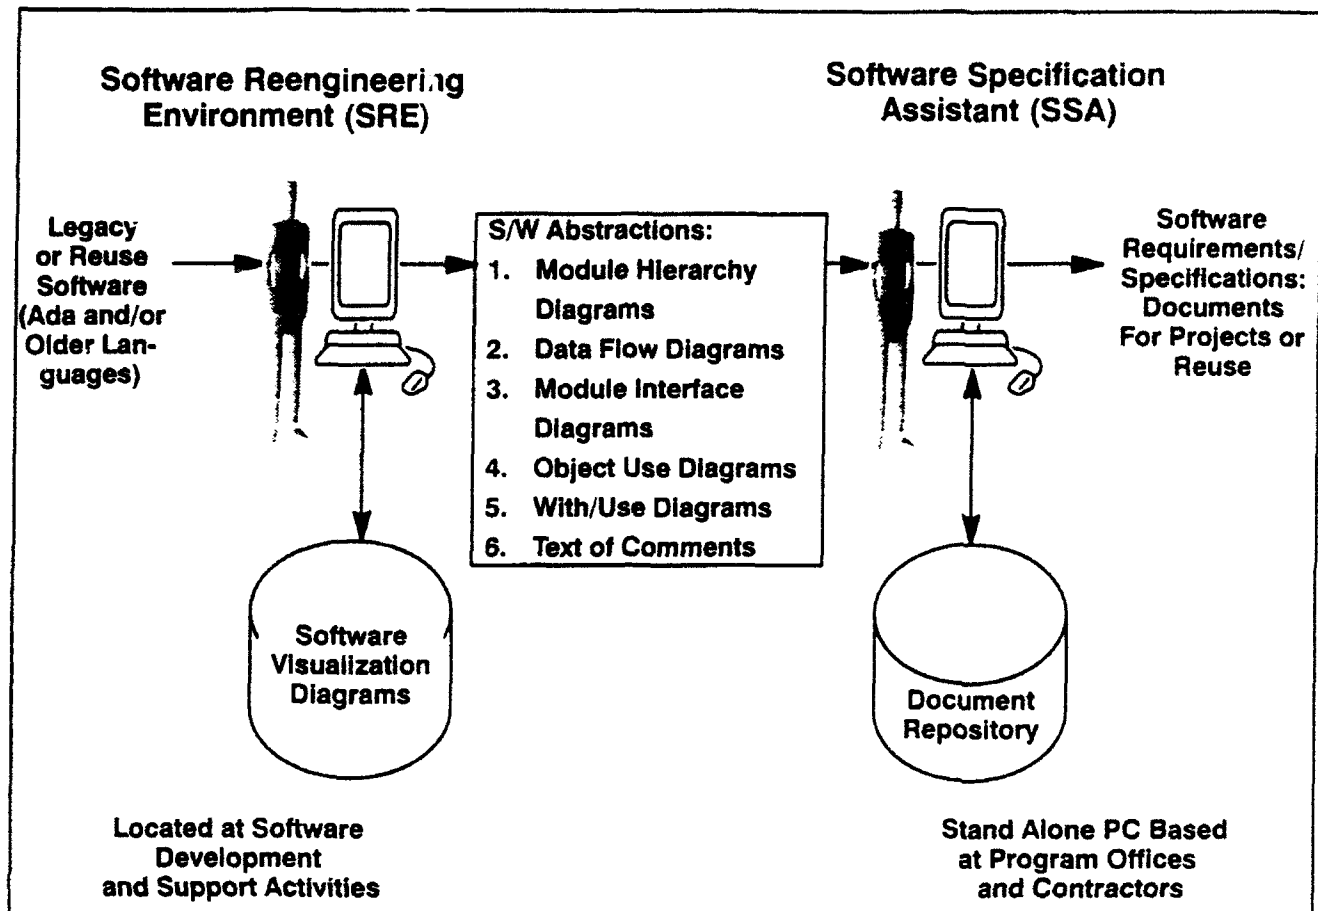 Software Reengineering
Environment (SRE)
Software Specification
Assistant (SSA)
Legacy
or Reuse
Software
(Ada and/or
Older Lan-
guages)
S/W Abstractions:
1. Module Hierarchy
Diagrams
2. Data Flow Diagrams
3. Module Interface
Diagrams
4. Object Use Diagrams
5. With/Use Diagrams
6. Text of Comments
Software
Requirements/
Specifications:
Documents
For Projects or
Reuse
Software
Visualization
Diagrams
Document
Repository
Located at Software
Development
and Support Activities
Stand Alone PC Based
at Program Offices
and Contractors